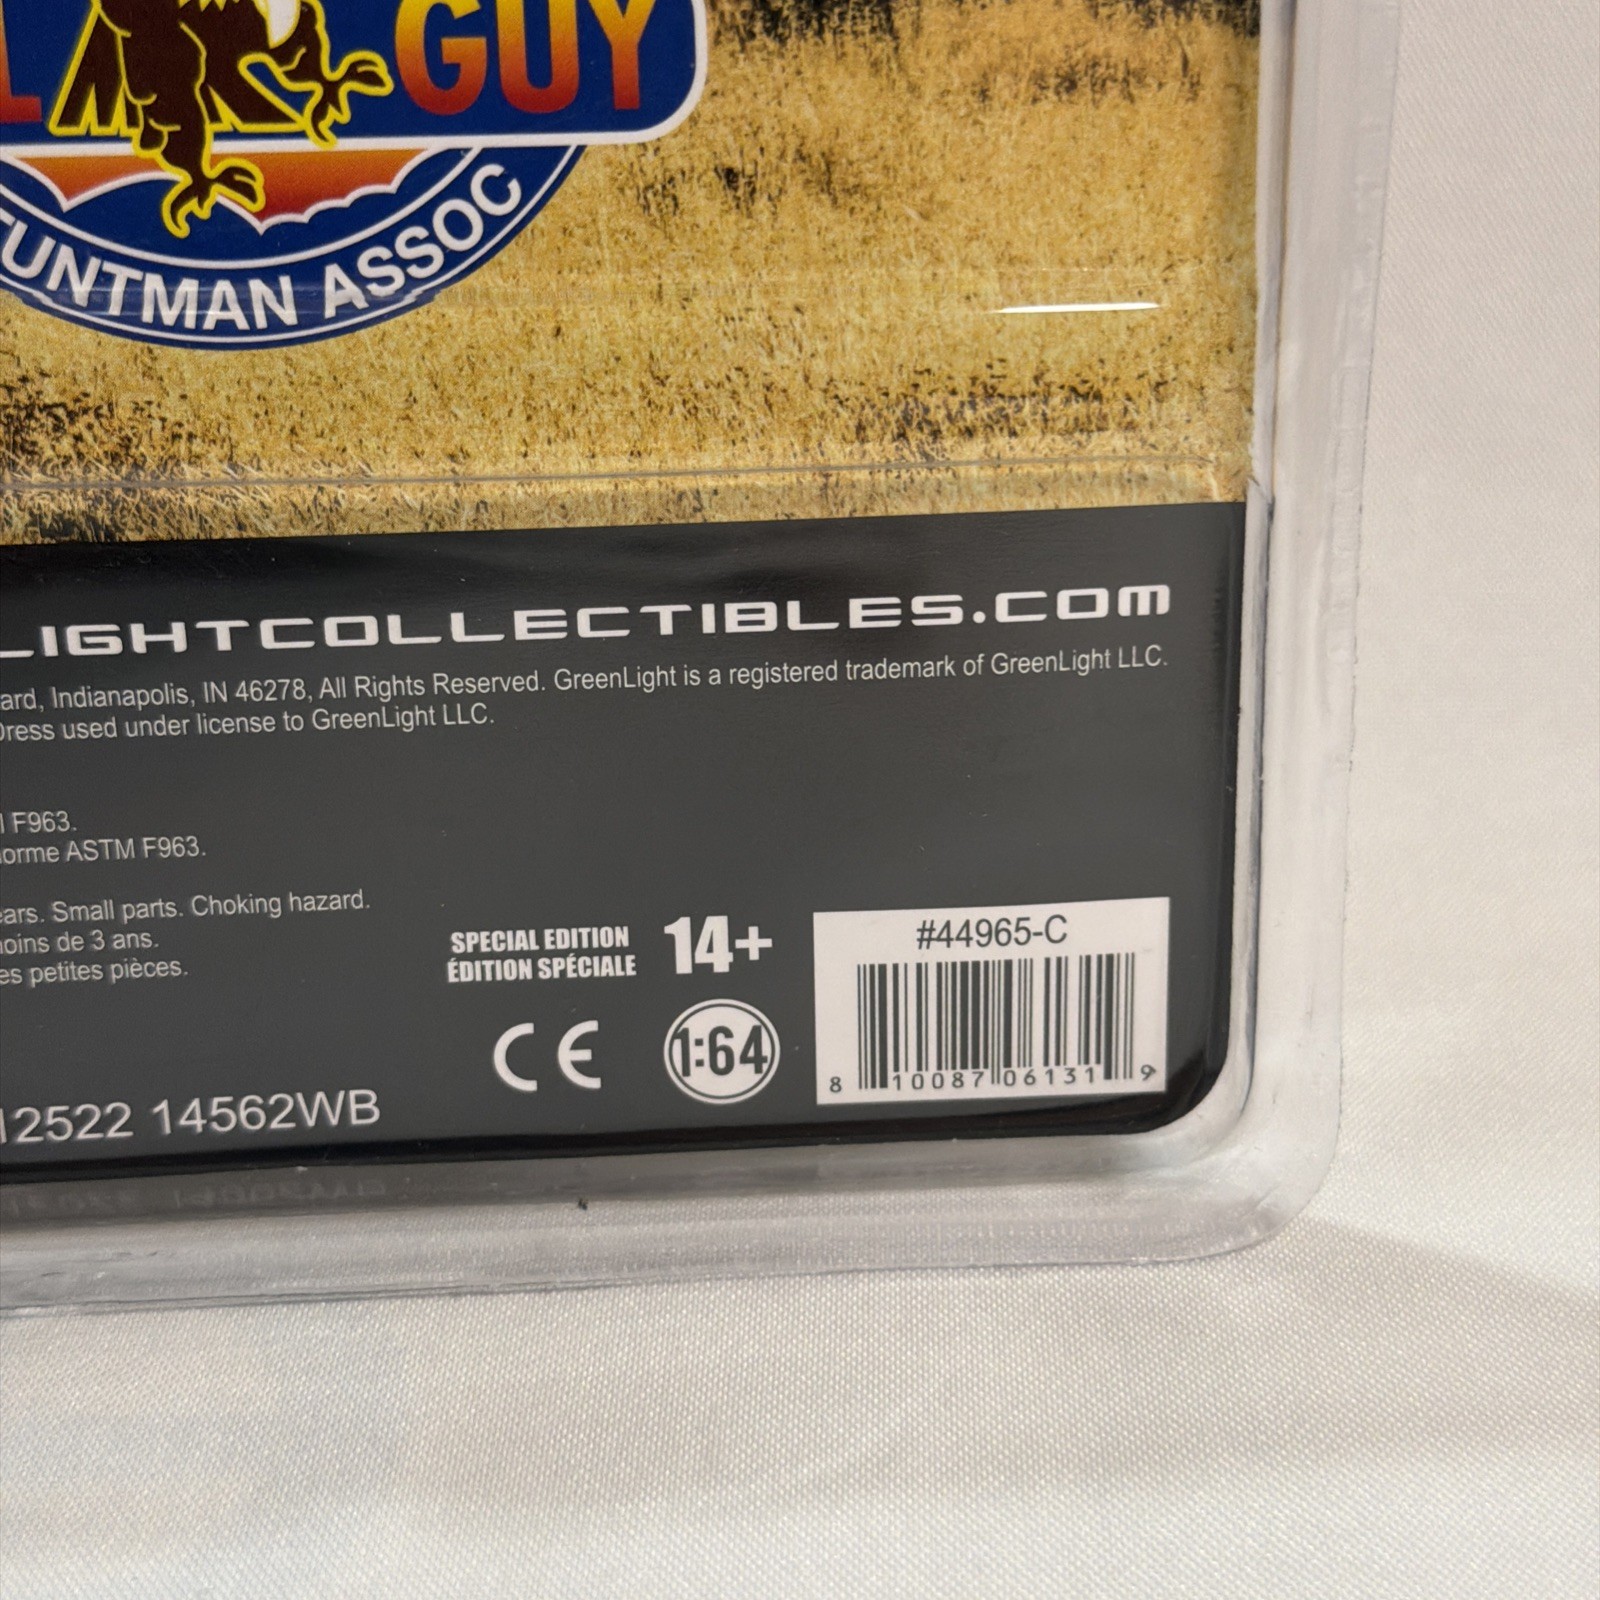 GUY
TUNTMAN ASSOC
LIGHTCOLLECTIBLES.COM
ard, Indianapolis, IN 46278, All Rights Reserved. GreenLight is a registered trademark of GreenLight LLC.
Dress used under license to GreenLight LLC.
F963.
orme ASTM F963.
ears. Small parts. Choking hazard.
moins de 3 ans.
es petites pièces.
SPECIAL EDITION
ÉDITION SPÉCIALE
14+
CE
1:64
#44965-C
8 10087 06131 9
12522 14562WB